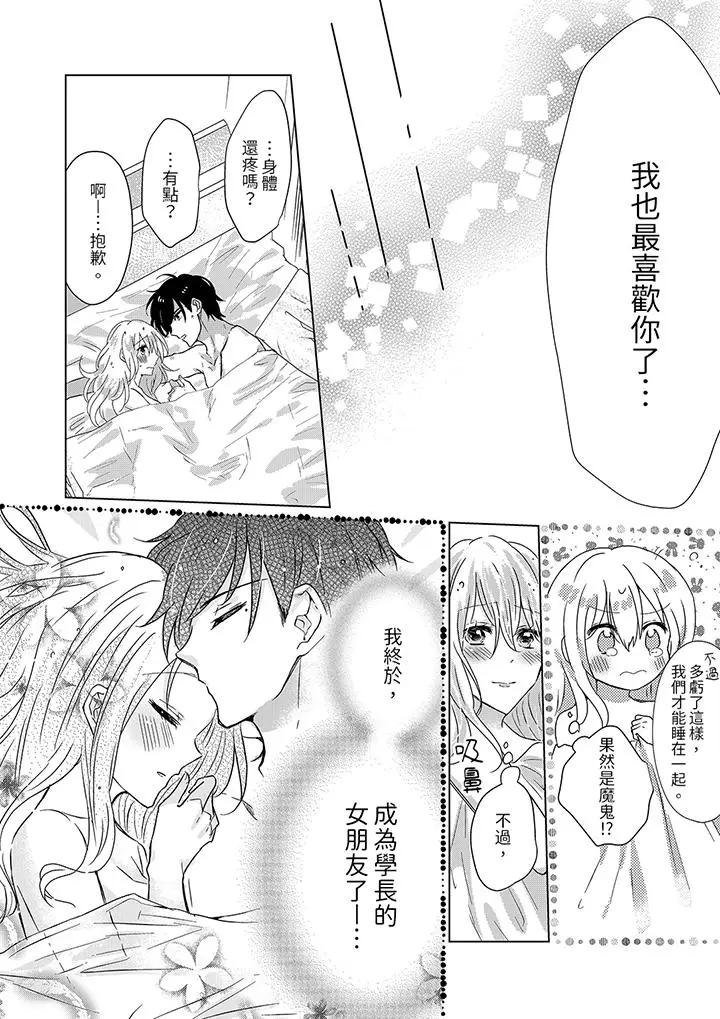 我也最喜歡你了…
…身體
還疼嗎？
…有點？
啊—…抱歉。
不過
多虧了這樣，
我們才能睡在一起。
果然是魔鬼!?
吸鼻
不過，
我終於，
成為學長的
女朋友了—…